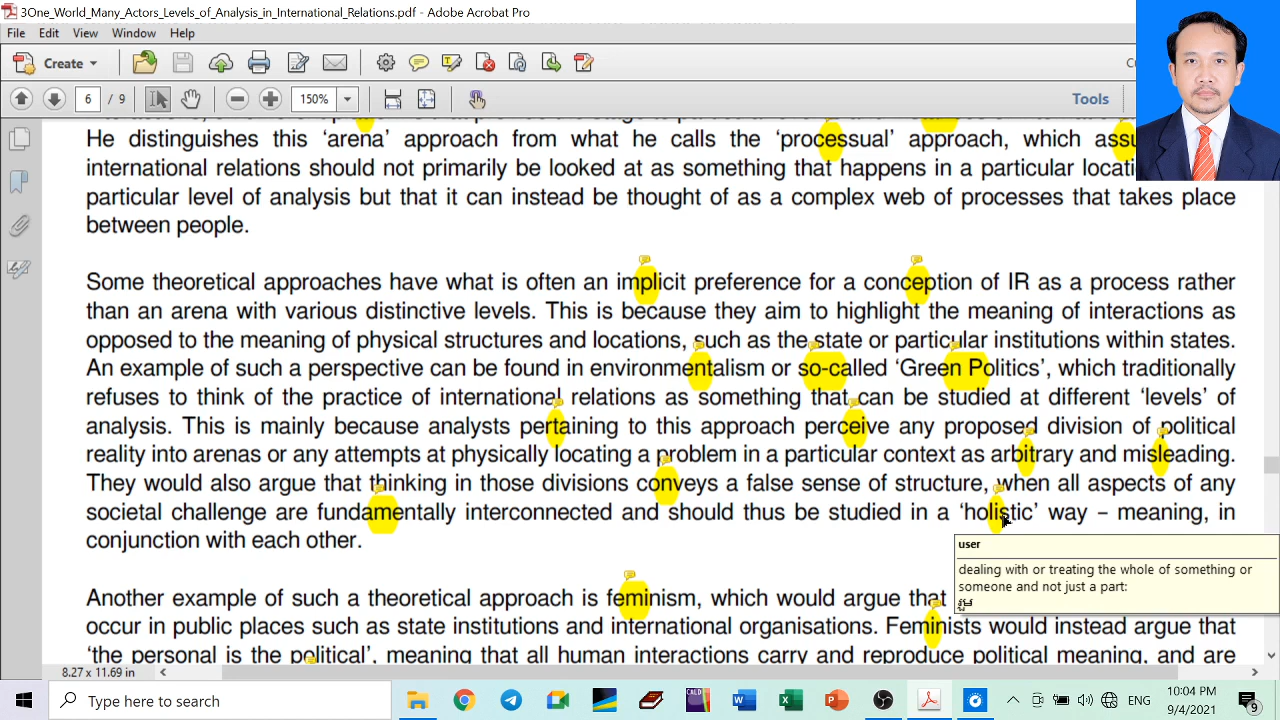 3One_World_Many_Actors_Levels_of_Analysis_in_International_Relations.pdf - Adobe Acrobat Pro
File Edit View Window Help
Create
6 / 9 150% Tools
He distinguishes this ‘arena’ approach from what he calls the ‘processual’ approach, which
international relations should not primarily be looked at as something that happens in a particular
particular level of analysis but that it can instead be thought of as a complex web of processes that takes place
between people.
Some theoretical approaches have what is often an implicit preference for a conception of IR as a process rather
than an arena with various distinctive levels. This is because they aim to highlight the meaning of interactions as
opposed to the meaning of physical structures and locations, such as the state or particular institutions within states.
An example of such a perspective can be found in environmentalism or so-called ‘Green Politics’, which traditionally
refuses to think of the practice of international relations as something that can be studied at different ‘levels’ of
analysis. This is mainly because analysts pertaining to this approach perceive any proposed division of political
reality into arenas or any attempts at physically locating a problem in a particular context as arbitrary and misleading.
They would also argue that thinking in those divisions conveys a false sense of structure, when all aspects of any
societal challenge are fundamentally interconnected and should thus be studied in a ‘holistic’ way – meaning, in
conjunction with each other.
user
dealing with or treating the whole of something or
someone and not just a part:
Another example of such a theoretical approach is feminism, which would argue that
occur in public places such as state institutions and international organisations. Feminists would instead argue that
‘the personal is the political’, meaning that all human interactions carry and reproduce political meaning, and are
8.27 x 11.69 in
Type here to search
CALD
ENG
10:04 PM
9/4/2021
9